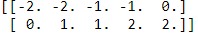 [[-2. -2. -1. -1.  0.]
 [ 0.  1.  1.  2.  2.]]